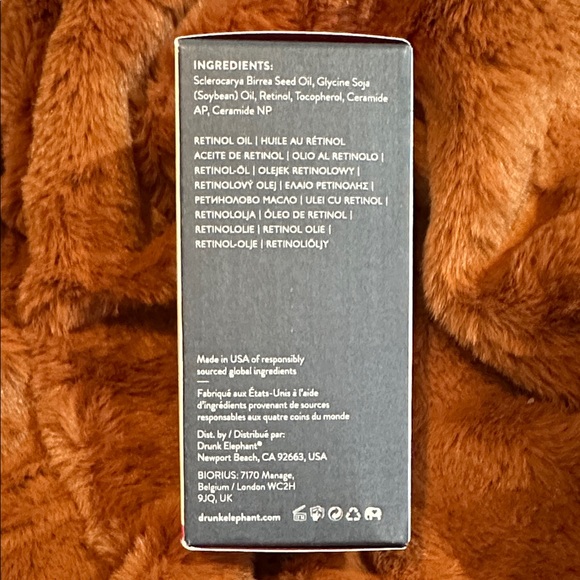 INGREDIENTS:
Sclerocarya Birrea Seed Oil, Glycine Soja
(Soybean) Oil, Retinol, Tocopherol, Ceramide
AP, Ceramide NP
RETINOL OIL | HUILE AU RÉTINOL
ACEITE DE RETINOL | OLIO AL RETINOLO |
RETINOL-ÖL | OLEJEK RETINOLOWY |
RETINOLOVÝ OLEJ | ΕΛΑΙΟ ΡΕΤΙΝΟΛΗΣ |
РЕТИНОЛОВО МАСЛО | ULEI CU RETINOL |
RETINOLOLJA | ÓLEO DE RETINOL |
RETINOLOLIE | RETINOL OLIE |
RETINOL-OLJE | RETINOLIÖLJY
Made in USA of responsibly
sourced global ingredients
Fabriqué aux États-Unis à l'aide
d'ingrédients provenant de sources
responsables aux quatre coins du monde
Dist. by / Distribué par:
Drunk Elephant®
Newport Beach, CA 92663, USA
BIORIUS: 7170 Manage,
Belgium / London WC2H
9JQ, UK
drunkelephant.com